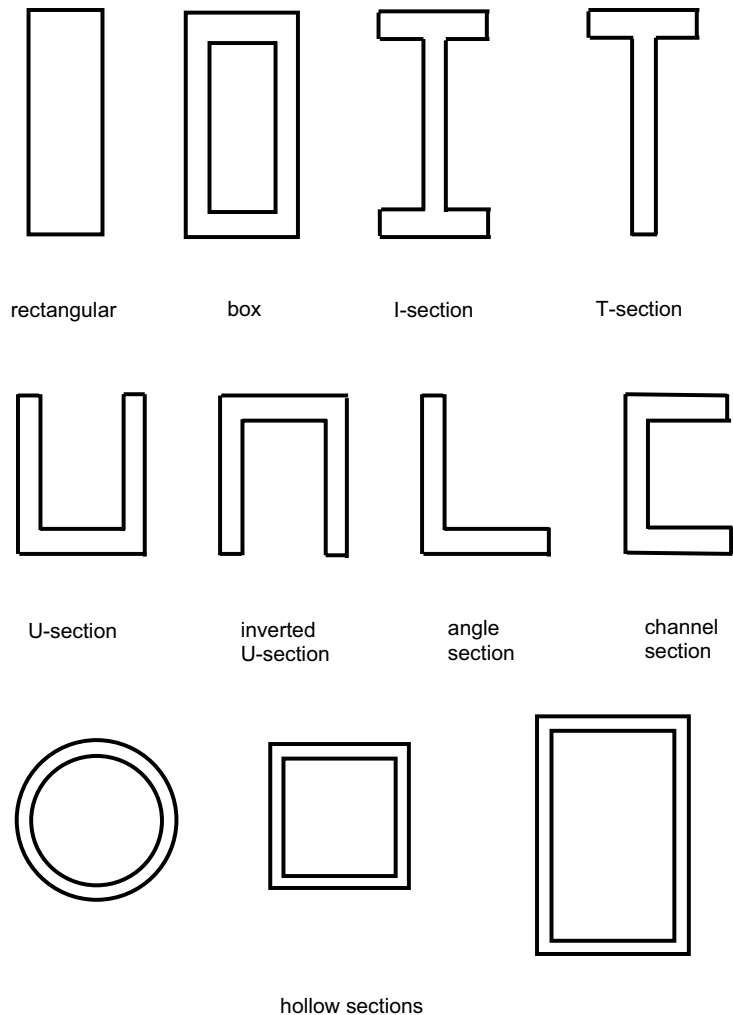 rectangular
box
I-section
T-section
U-section
inverted
U-section
angle
section
channel
section
hollow sections